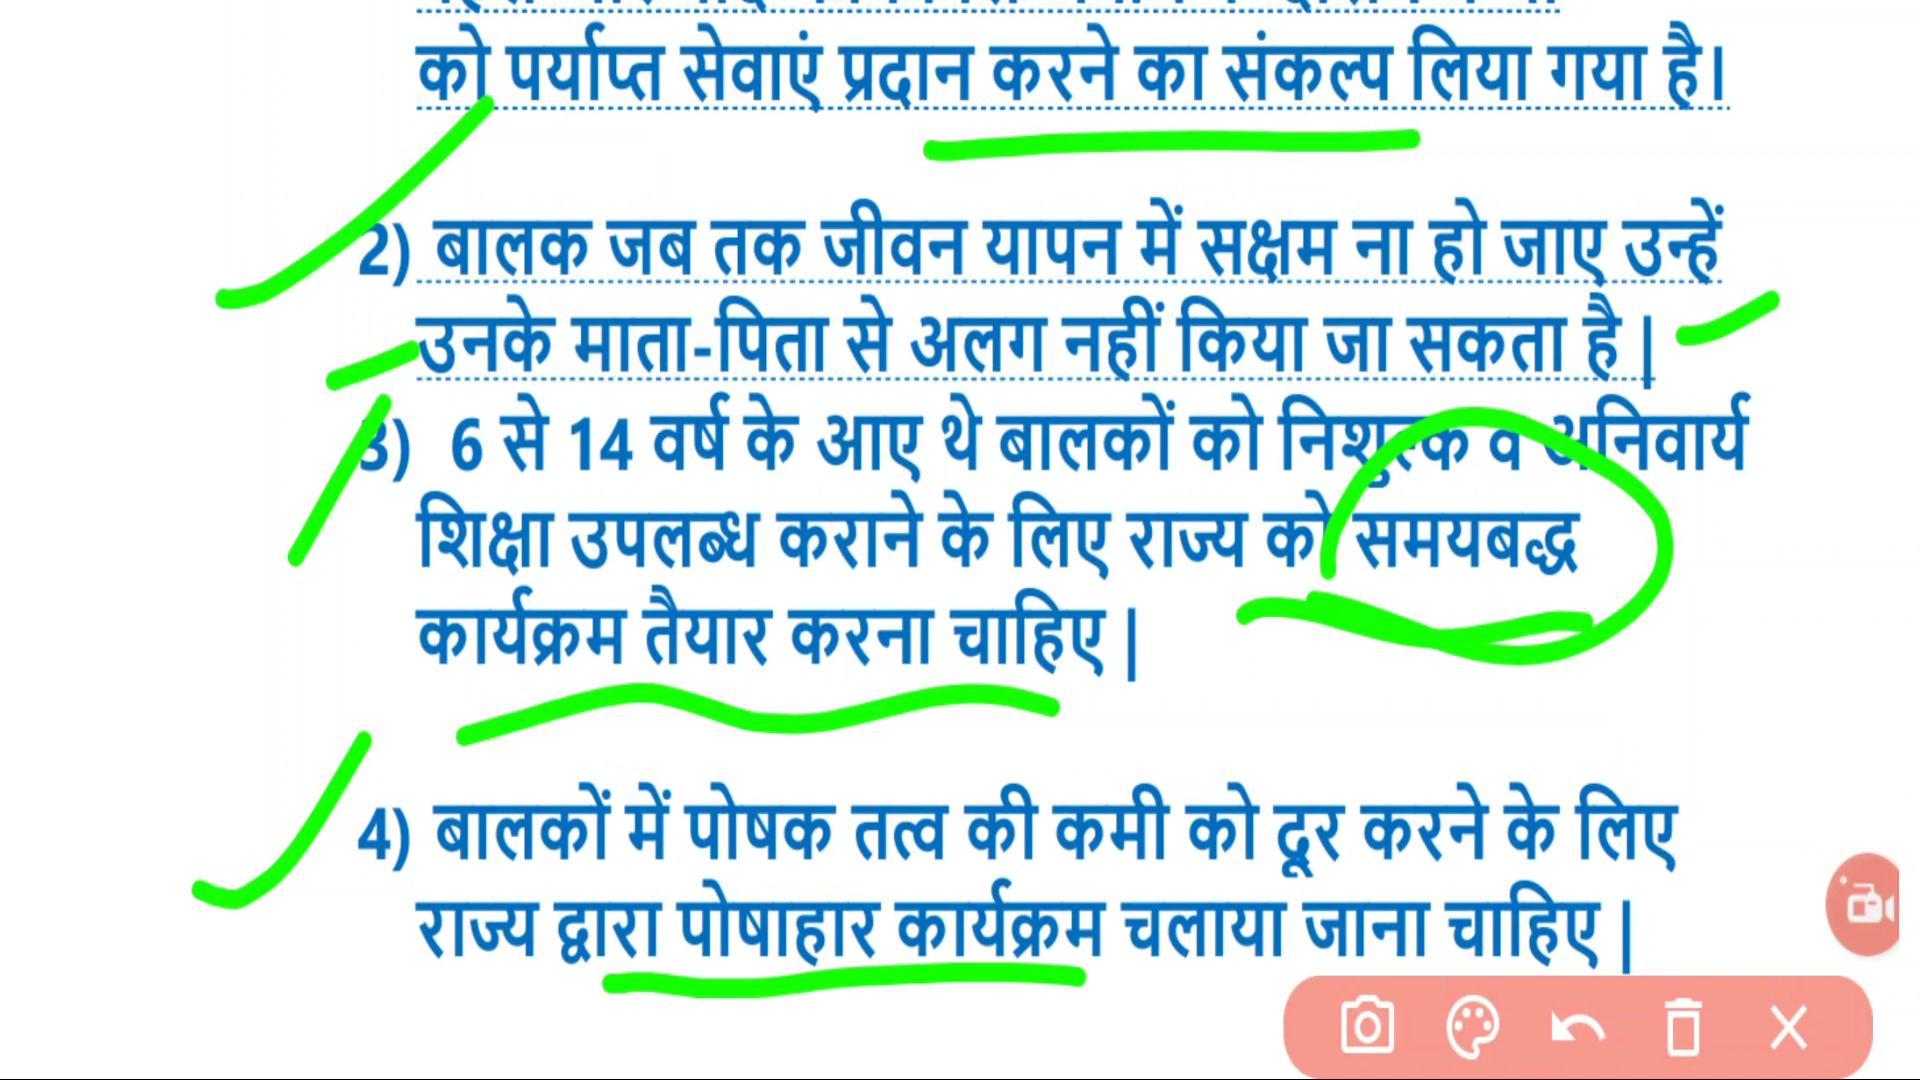 को पर्याप्त सेवाएं प्रदान करने का संकल्प लिया गया है।
2) बालक जब तक जीवन यापन में सक्षम ना हो जाए उन्हें
उनके माता-पिता से अलग नहीं किया जा सकता है |
3) 6 से 14 वर्ष के आए थे बालकों को निशुल्क व अनिवार्य
शिक्षा उपलब्ध कराने के लिए राज्य को समयबद्ध
कार्यक्रम तैयार करना चाहिए |
4) बालकों में पोषक तत्व की कमी को दूर करने के लिए
राज्य द्वारा पोषाहार कार्यक्रम चलाया जाना चाहिए |